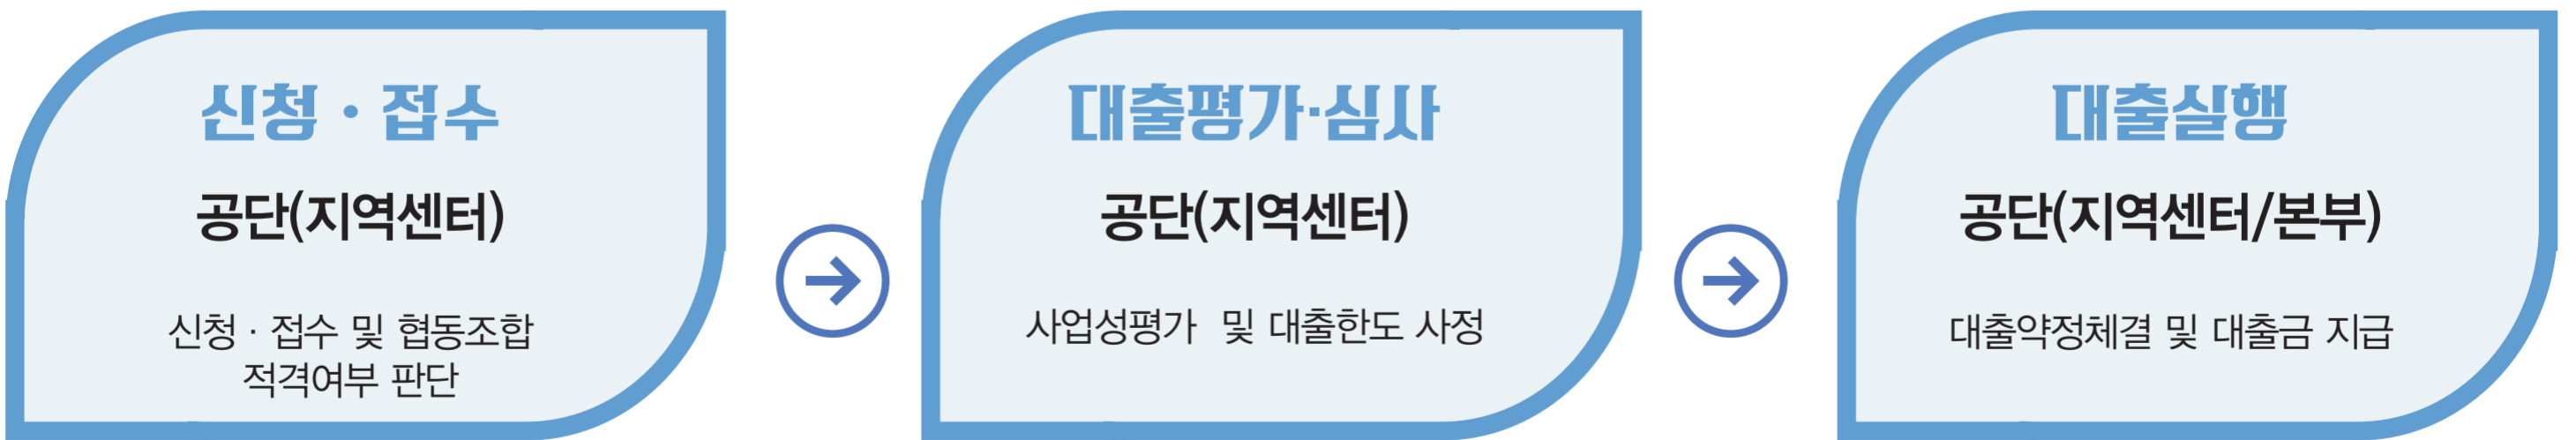 신청 · 접수
공단(지역센터)
신청 · 접수 및 협동조합
적격여부 판단
대출평가·심사
공단(지역센터)
사업성평가 및 대출한도 사정
대출실행
공단(지역센터/본부)
대출약정체결 및 대출금 지급